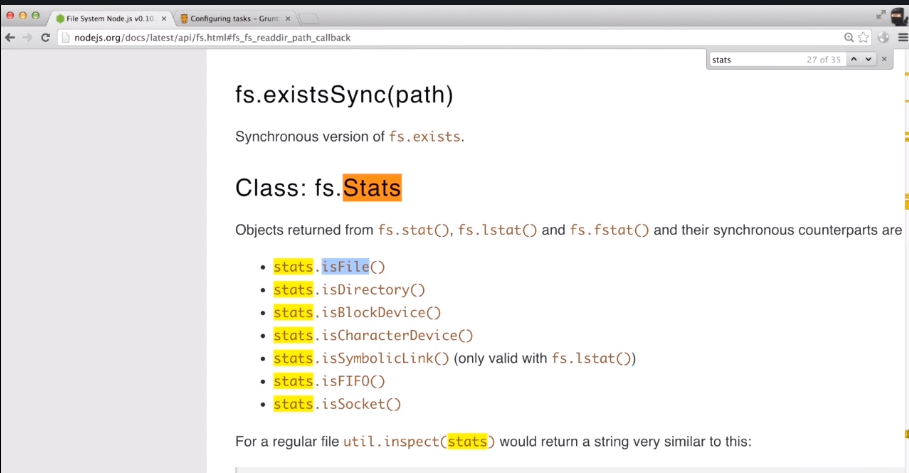 File System Node.js v0.10.
Configuring tasks – Grunt:
nodejs.org/docs/latest/api/fs.html#fs_fs_readdir_path_callback
stats 27 of 35
fs.existsSync(path)
Synchronous version of fs.exists.
Class: fs.Stats
Objects returned from fs.stat(), fs.lstat() and fs.fstat() and their synchronous counterparts are
• stats.isFile()
• stats.isDirectory()
• stats.isBlockDevice()
• stats.isCharacterDevice()
• stats.isSymbolicLink() (only valid with fs.lstat())
• stats.isFIFO()
• stats.isSocket()
For a regular file util.inspect(stats) would return a string very similar to this: